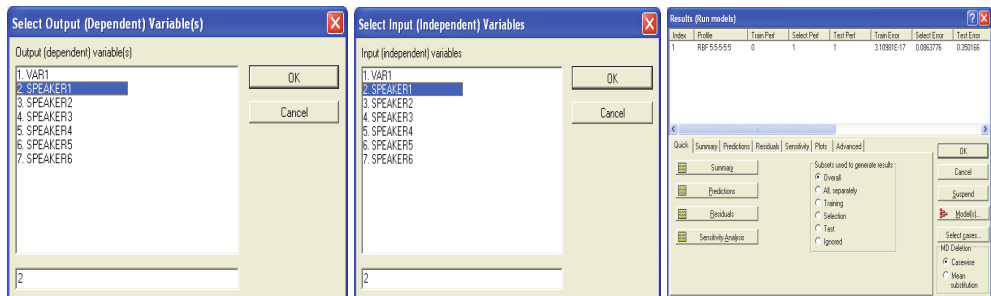 Select Output (Dependent) Variable(s)
Output (dependent) variable(s)
1. VAR1
2. SPEAKER1
3. SPEAKER2
4. SPEAKER3
5. SPEAKER4
6. SPEAKER5
7. SPEAKER6
OK
Cancel
2
Select Input (Independent) Variables
Input (independent) variables
1. VAR1
2. SPEAKER1
3. SPEAKER2
4. SPEAKER3
5. SPEAKER4
6. SPEAKER5
7. SPEAKER6
OK
Cancel
2
Results (Run models)
Index Profile Train Perf Select Perf Test Perf Train Error Select Error Test Error
1 RBF 5:5-5-5:5 0 1 1 3.10981E-17 0.0863776 0.350166
Quick Summary Predictions Residuals Sensitivity Plots Advanced
Summary
Predictions
Residuals
Sensitivity Analysis
Subsets used to generate results
Overall
All, separately
Training
Selection
Test
Ignored
OK
Cancel
Suspend
Model(s)...
Select cases...
MD Deletion
Casewise
Mean
substitution